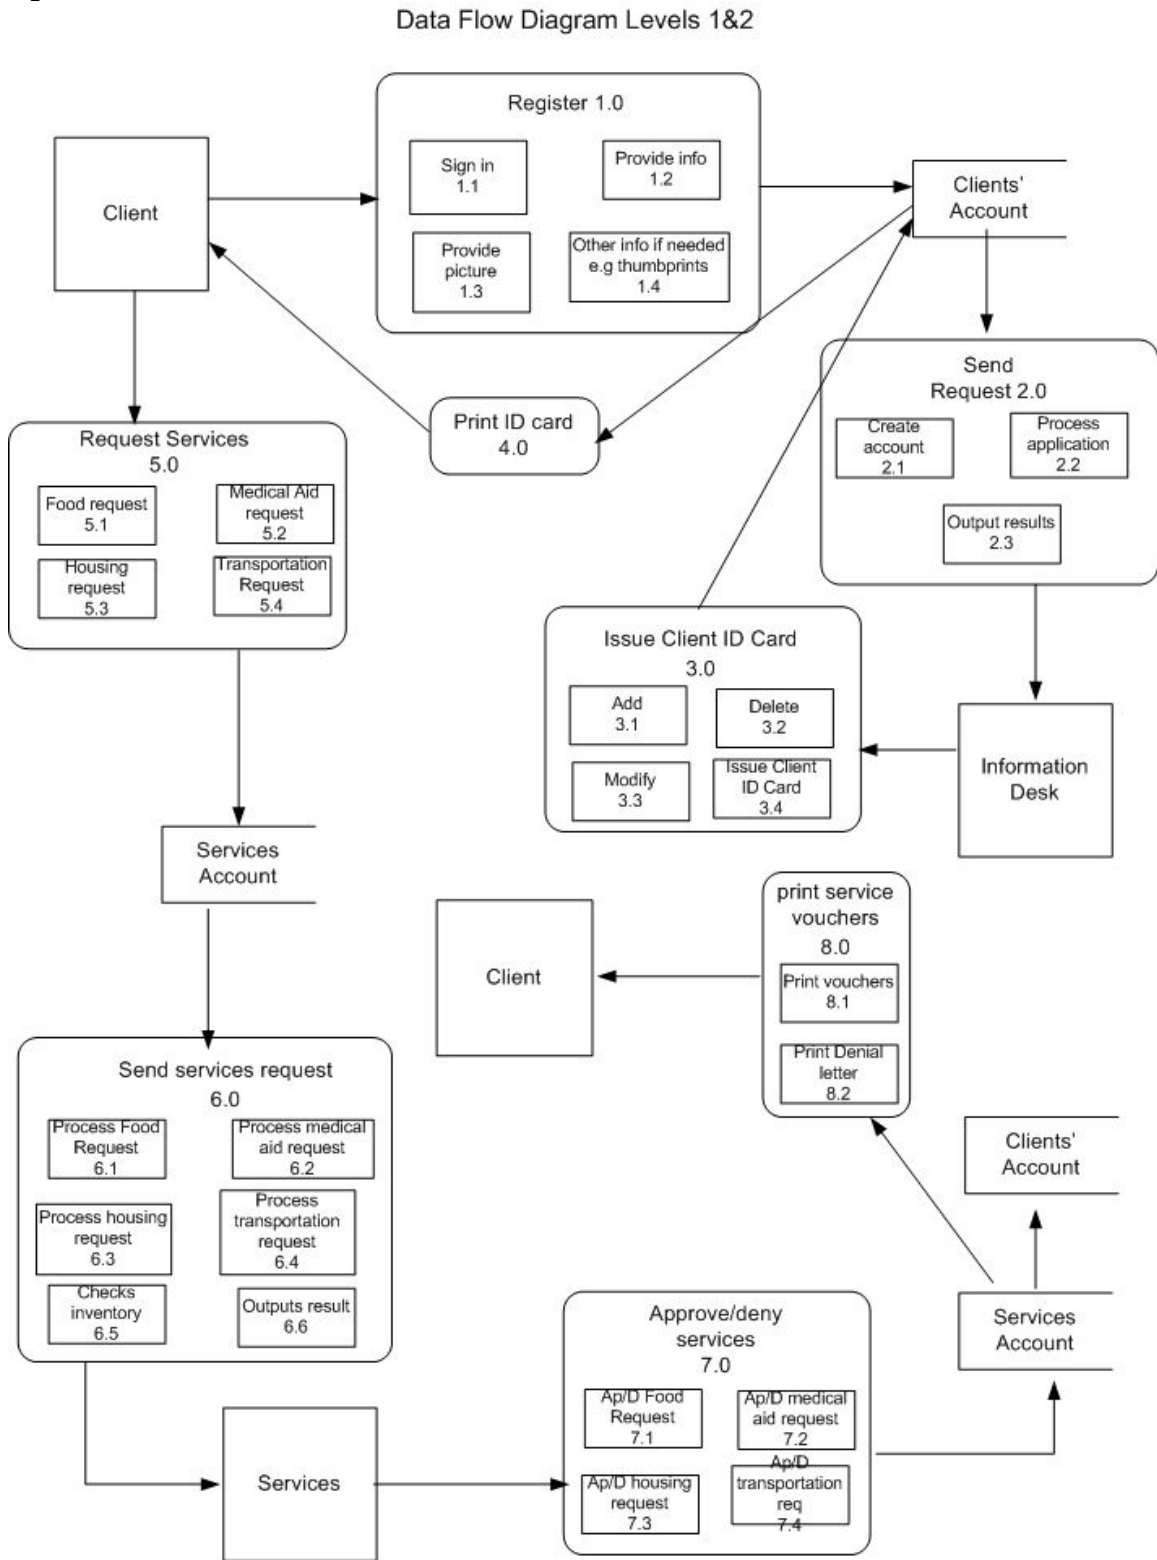 Data Flow Diagram Levels 1&2
Register 1.0
Sign in
1.1
Provide info
1.2
Provide
picture
1.3
Other info if needed
e.g thumbprints
1.4
Client
Clients'
Account
Send
Request 2.0
Create
account
2.1
Process
application
2.2
Output results
2.3
Print ID card
4.0
Request Services
5.0
Food request
5.1
Medical Aid
request
5.2
Housing
request
5.3
Transportation
Request
5.4
Issue Client ID Card
3.0
Add
3.1
Delete
3.2
Modify
3.3
Issue Client
ID Card
3.4
Information
Desk
Services
Account
Client
print service
vouchers
8.0
Print vouchers
8.1
Print Denial
letter
8.2
Send services request
6.0
Process Food
Request
6.1
Process medical
aid request
6.2
Process housing
request
6.3
Process
transportation
request
6.4
Checks
inventory
6.5
Outputs result
6.6
Clients'
Account
Services
Account
Approve/deny
services
7.0
Ap/D Food
Request
7.1
Ap/D medical
aid request
7.2
Ap/D housing
request
7.3
Ap/D
transportation
req
7.4
Services